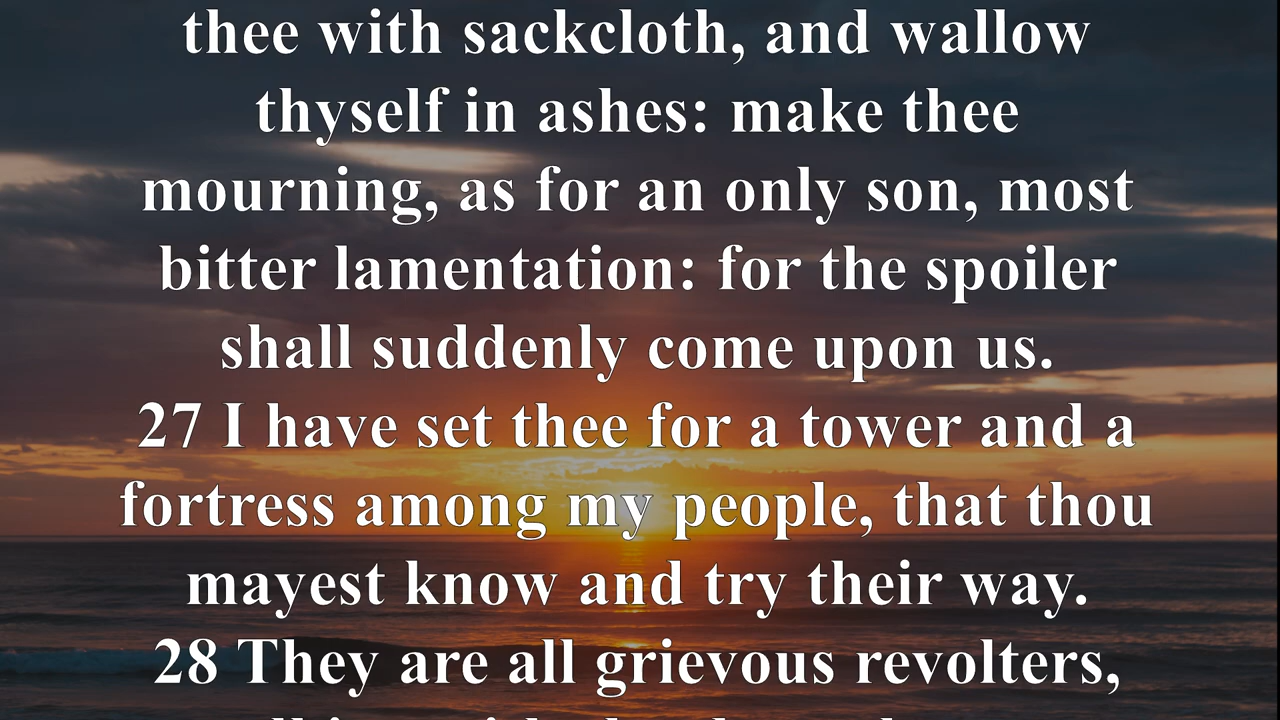 thee with sackcloth, and wallow
thyself in ashes: make thee
mourning, as for an only son, most
bitter lamentation: for the spoiler
shall suddenly come upon us.
27 I have set thee for a tower and a
fortress among my people, that thou
mayest know and try their way.
28 They are all grievous revolters,